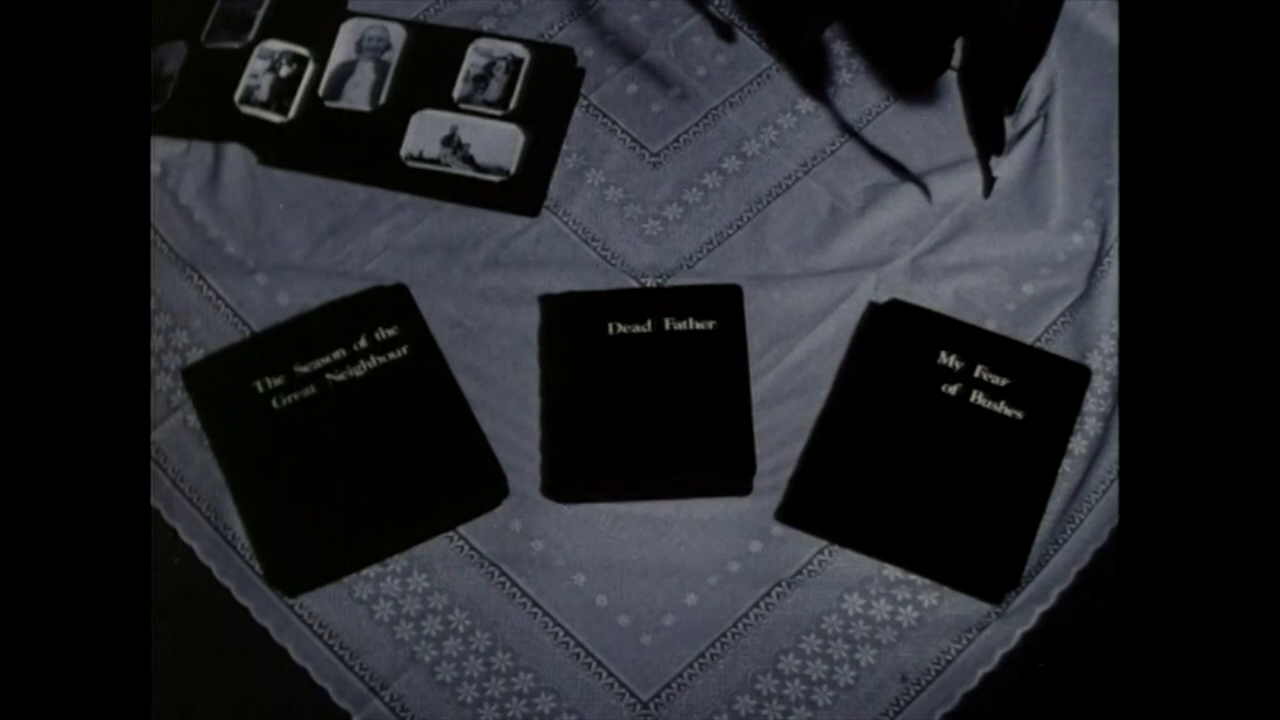 The Season of the
Great Neighbour
Dead Father
My Fear
of Bushes